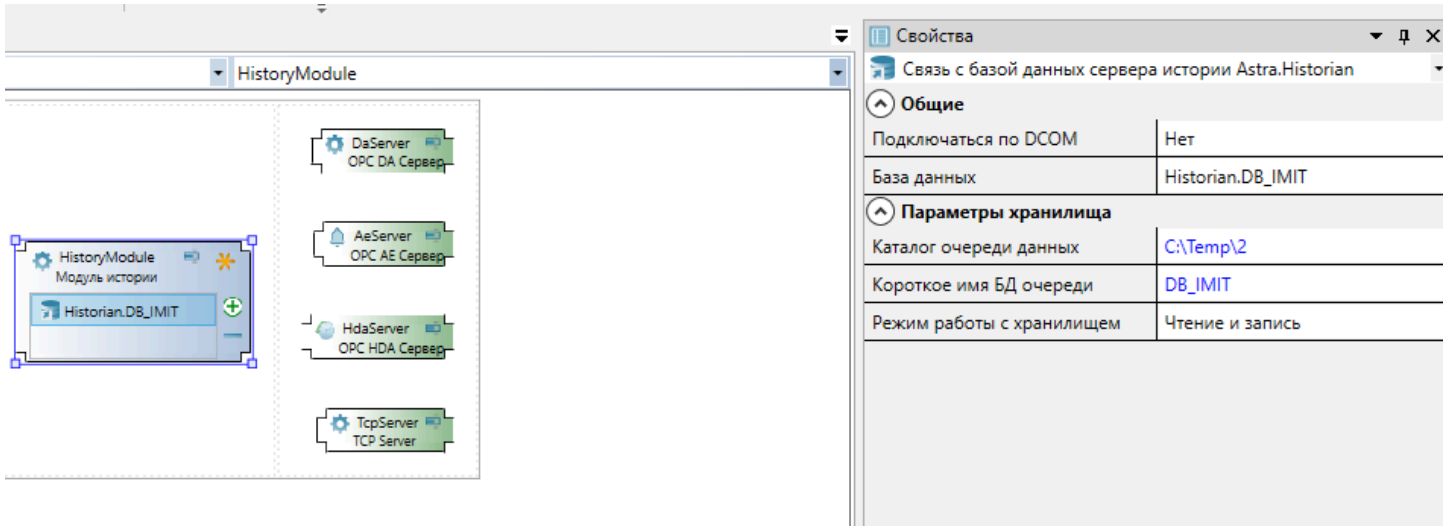 HistoryModule
DaServer
OPC DA Сервер
AeServer
OPC AE Сервер
HistoryModule
Модуль истории
Historian.DB_IMIT
HdaServer
OPC HDA Сервер
TcpServer
TCP Server
Свойства
Связь с базой данных сервера истории Astra.Historian
Общие
Подключаться по DCOM Нет
База данных Historian.DB_IMIT
Параметры хранилища
Каталог очереди данных C:\Temp\2
Короткое имя БД очереди DB_IMIT
Режим работы с хранилищем Чтение и запись